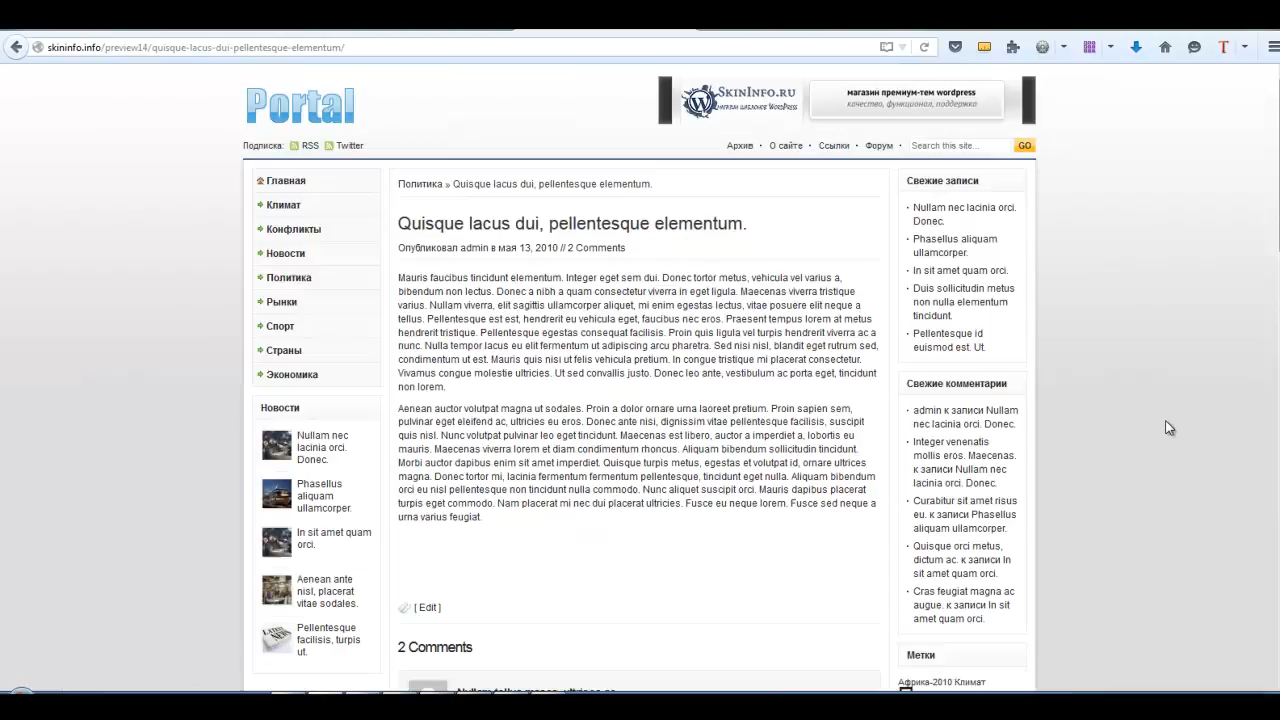 skininfo.info/preview14/quisque-lacus-dui-pellentesque-elementum/
Portal
SkinInfo.ru
магазин шаблонов WordPress
магазин премиум-тем wordpress
качество, функционал, поддержка
Подписка: RSS Twitter
Архив · О сайте · Ссылки · Форум ·
Search this site... GO
Главная
Климат
Конфликты
Новости
Политика
Рынки
Спорт
Страны
Экономика
Новости
Nullam nec
lacinia orci.
Donec.
Phasellus
aliquam
ullamcorper.
In sit amet quam
orci.
Aenean ante
nisl, placerat
vitae sodales.
Pellentesque
facilisis, turpis
ut.
Политика » Quisque lacus dui, pellentesque elementum.
Quisque lacus dui, pellentesque elementum.
Опубликовал admin в мая 13, 2010 // 2 Comments
Mauris faucibus tincidunt elementum. Integer eget sem dui. Donec tortor metus, vehicula vel varius a,
bibendum non lectus. Donec a nibh a quam consectetur viverra in eget ligula. Maecenas viverra tristique
varius. Nullam viverra, elit sagittis ullamcorper aliquet, mi enim egestas lectus, vitae posuere elit neque a
tellus. Pellentesque est est, hendrerit eu vehicula eget, faucibus nec eros. Praesent tempus lorem at metus
hendrerit tristique. Pellentesque egestas consequat facilisis. Proin quis ligula vel turpis hendrerit viverra ac a
nunc. Nulla tempor lacus eu elit fermentum ut adipiscing arcu pharetra. Sed nisi nisl, blandit eget rutrum sed,
condimentum ut est. Mauris quis nisi ut felis vehicula pretium. In congue tristique mi placerat consectetur.
Vivamus congue molestie ultricies. Ut sed convallis justo. Donec leo ante, vestibulum ac porta eget, tincidunt
non lorem.
Aenean auctor volutpat magna ut sodales. Proin a dolor ornare urna laoreet pretium. Proin sapien sem,
pulvinar eget eleifend ac, ultricies eu eros. Donec ante nisi, dignissim vitae pellentesque facilisis, suscipit
quis nisl. Nunc volutpat pulvinar leo eget tincidunt. Maecenas est libero, auctor a imperdiet a, lobortis eu
mauris. Maecenas viverra lorem et diam condimentum rhoncus. Aliquam bibendum sollicitudin tincidunt.
Morbi auctor dapibus enim sit amet imperdiet. Quisque turpis metus, egestas et volutpat id, ornare ultrices
magna. Donec tortor mi, lacinia fermentum fermentum pellentesque, tincidunt eget nulla. Aliquam bibendum
orci eu nisl pellentesque non tincidunt nulla commodo. Nunc aliquet suscipit orci. Mauris dapibus placerat
turpis eget commodo. Nam placerat mi nec dui placerat ultricies. Fusce eu neque lorem. Fusce sed neque a
urna varius feugiat.
[ Edit ]
2 Comments
Свежие записи
Nullam nec lacinia orci.
Donec.
Phasellus aliquam
ullamcorper.
In sit amet quam orci.
Duis sollicitudin metus
non nulla elementum
tincidunt.
Pellentesque id
euismod est. Ut.
Свежие комментарии
admin к записи Nullam
nec lacinia orci. Donec.
Integer venenatis
mollis eros. Maecenas.
к записи Nullam nec
lacinia orci. Donec.
Curabitur sit amet risus
eu. к записи Phasellus
aliquam ullamcorper.
Quisque orci metus,
dictum ac. к записи In
sit amet quam orci.
Cras feugiat magna ac
augue. к записи In sit
amet quam orci.
Метки
Африка-2010 Климат